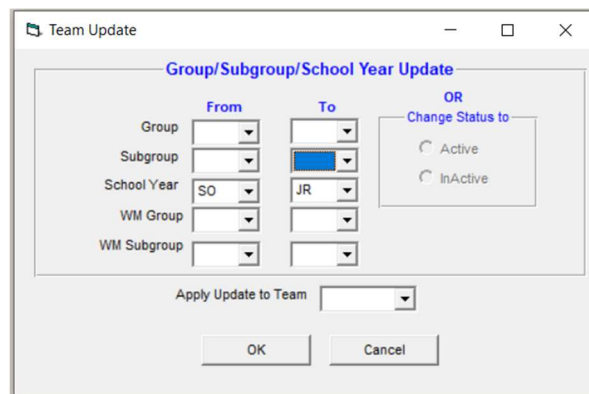 Team Update
Group/Subgroup/School Year Update
From To OR
Change Status to
Group
Subgroup Active
School Year SO JR InActive
WM Group
WM Subgroup
Apply Update to Team
OK Cancel